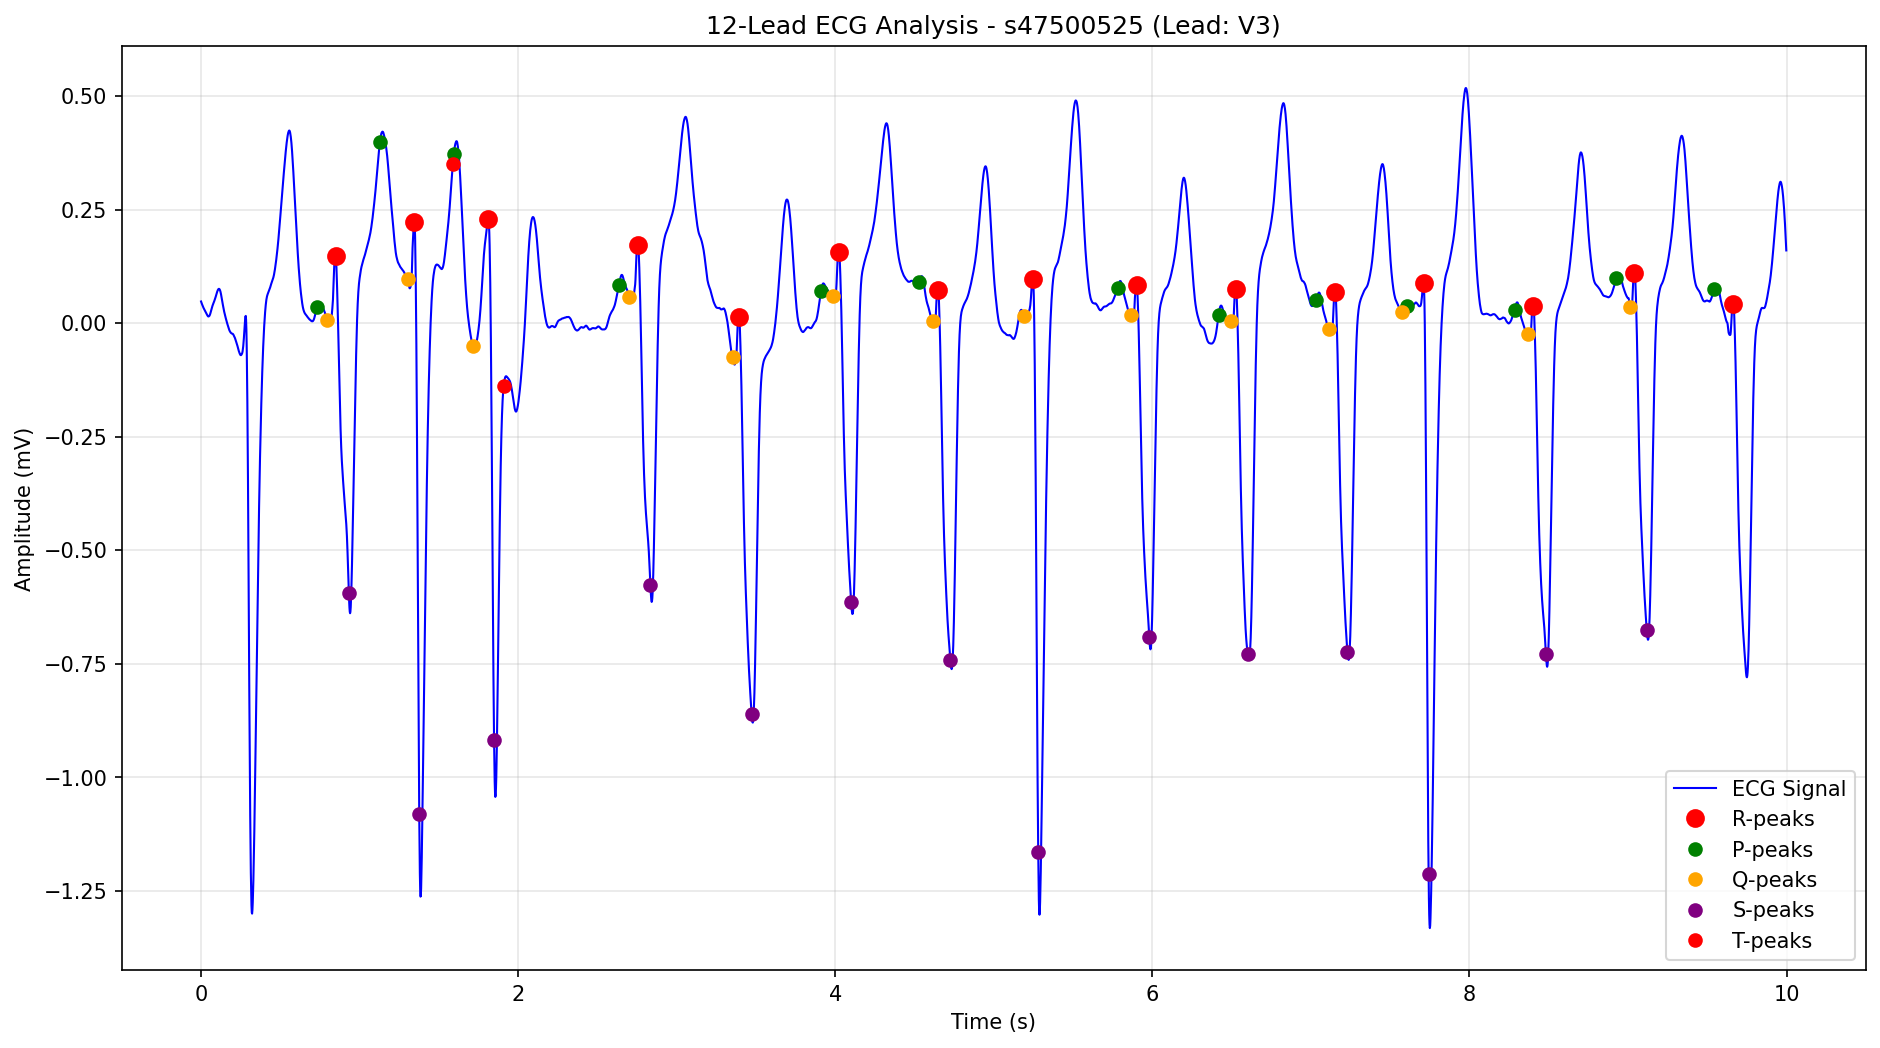 12-Lead ECG Analysis - s47500525 (Lead: V3)
0.50
0.25
0.00
−0.25
−0.50
−0.75
−1.00
−1.25
Amplitude (mV)
ECG Signal
R-peaks
P-peaks
Q-peaks
S-peaks
T-peaks
0 2 4 6 8 10
Time (s)